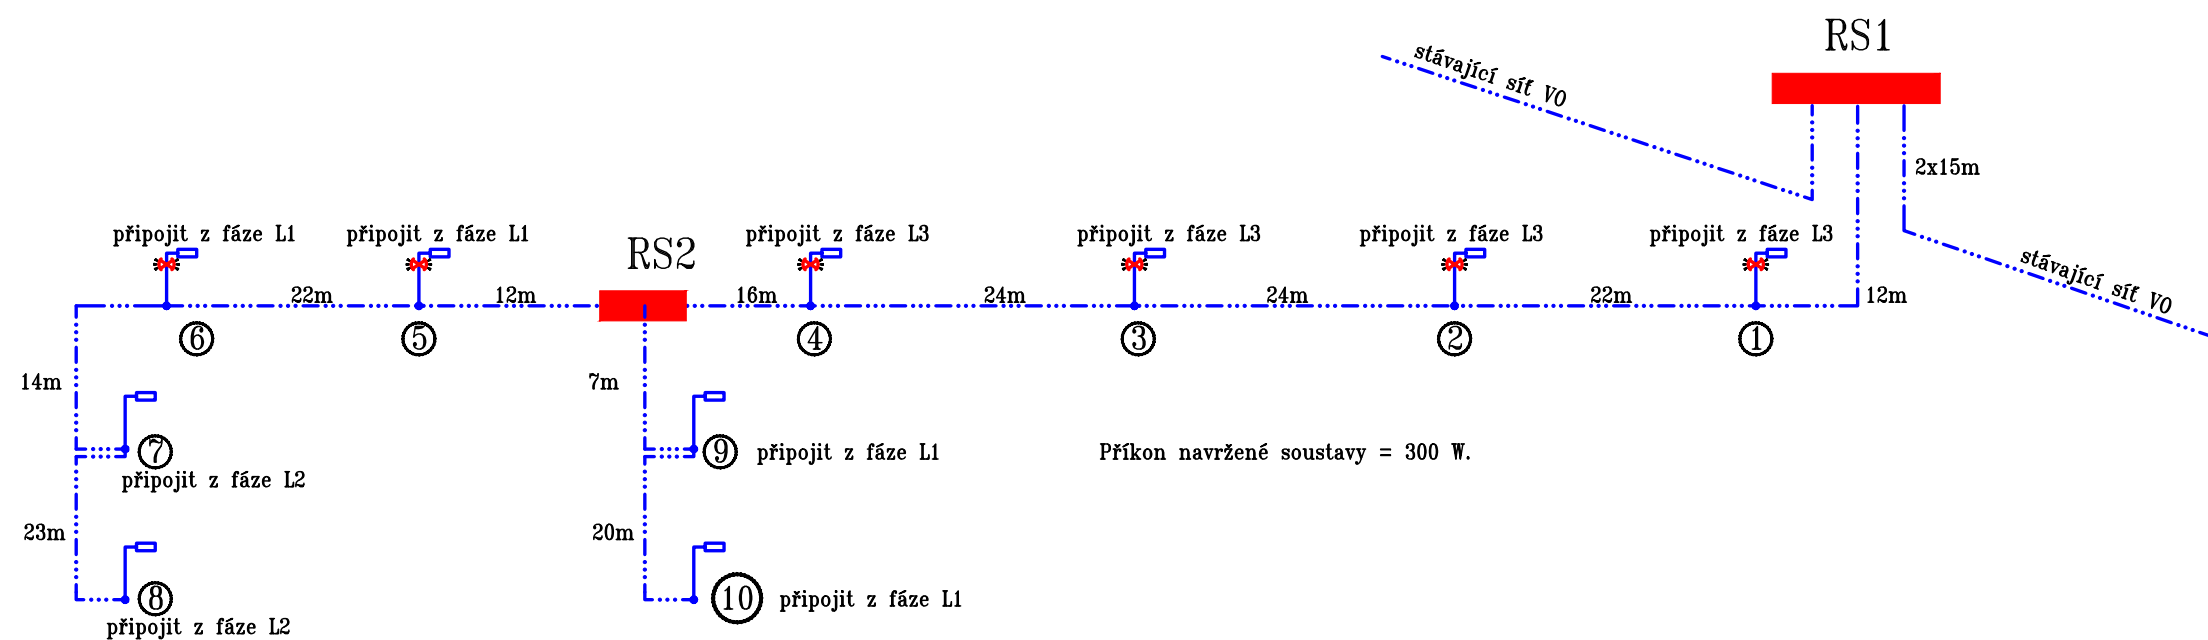 RS1
stávající síť VO
2x15m
stávající síť VO
připojit z fáze L1
připojit z fáze L1
RS2
připojit z fáze L3
připojit z fáze L3
připojit z fáze L3
připojit z fáze L3
22m
12m
16m
24m
24m
22m
12m
6
5
4
3
2
1
14m
7m
7
připojit z fáze L2
9
připojit z fáze L1
Příkon navržené soustavy = 300 W.
23m
20m
8
připojit z fáze L2
10
připojit z fáze L1